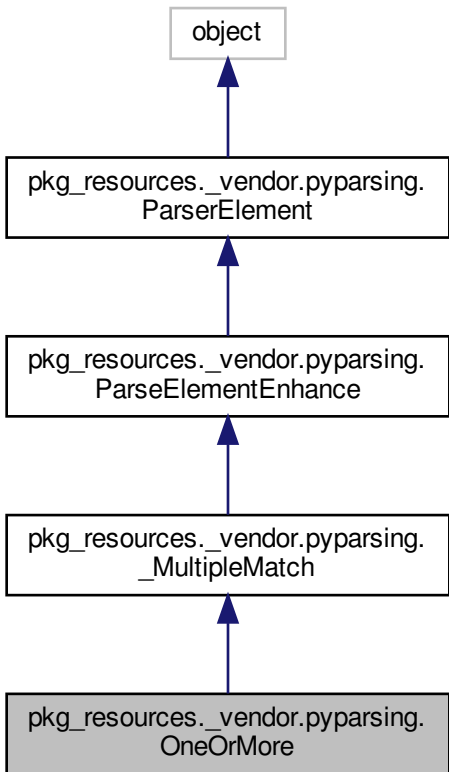 object
pkg_resources._vendor.pyparsing.
ParserElement
pkg_resources._vendor.pyparsing.
ParseElementEnhance
pkg_resources._vendor.pyparsing.
_MultipleMatch
pkg_resources._vendor.pyparsing.
OneOrMore